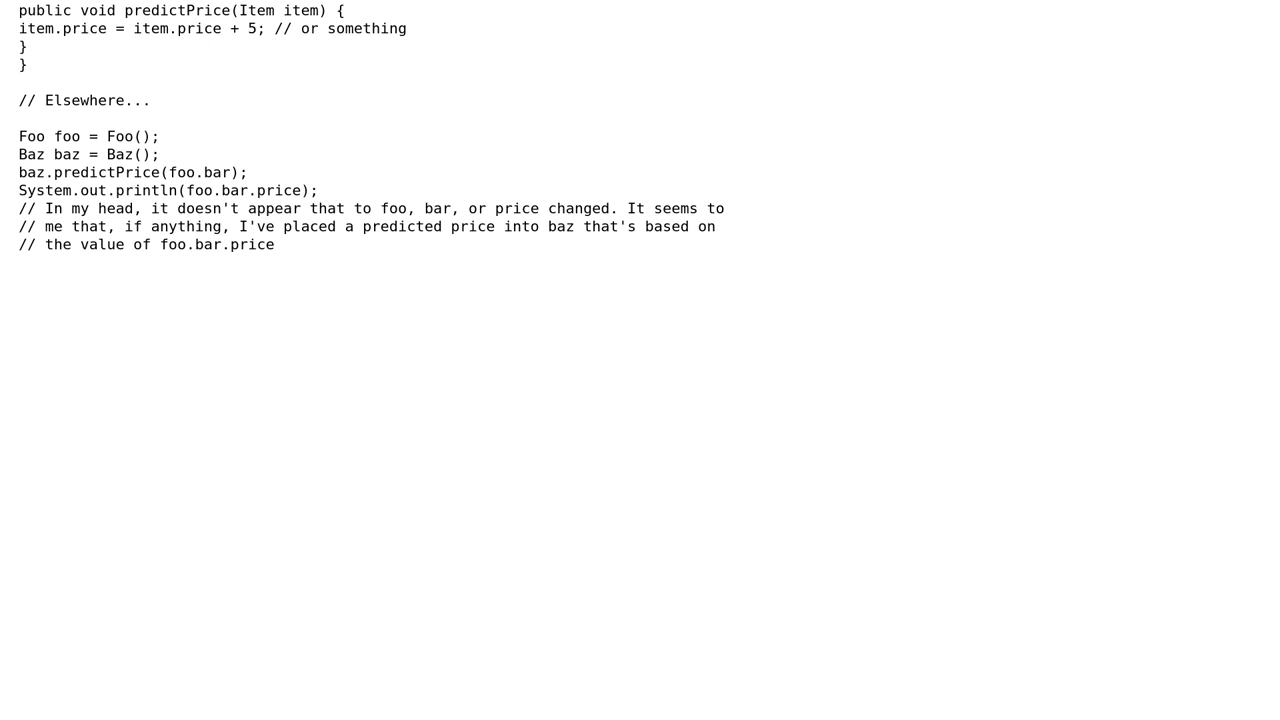 public void predictPrice(Item item) {
item.price = item.price + 5; // or something
}
}
// Elsewhere...
Foo foo = Foo();
Baz baz = Baz();
baz.predictPrice(foo.bar);
System.out.println(foo.bar.price);
// In my head, it doesn't appear that to foo, bar, or price changed. It seems to
// me that, if anything, I've placed a predicted price into baz that's based on
// the value of foo.bar.price